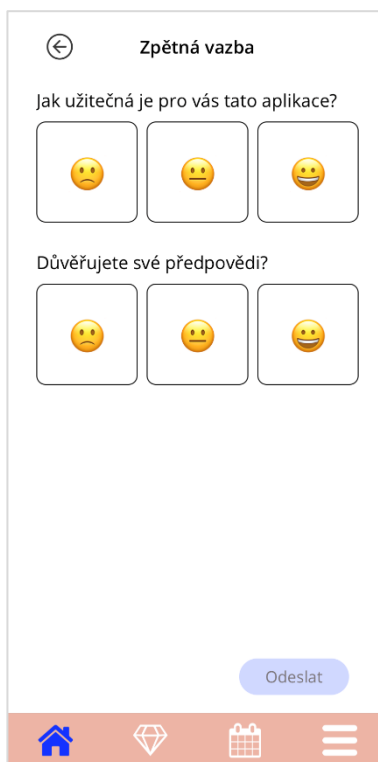 Zpětná vazba
Jak užitečná je pro vás tato aplikace?
Důvěřujete své předpovědi?
Odeslat